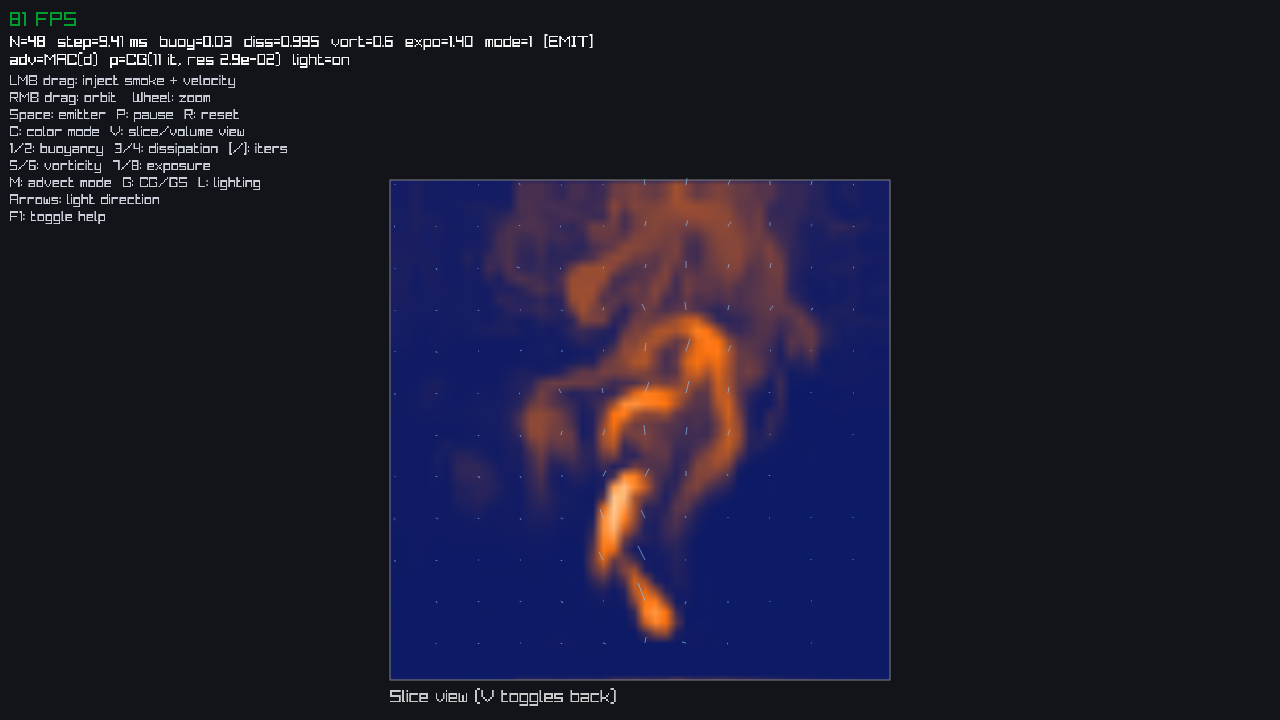 81 FPS
N=48 step=9.41 ms buoy=0.03 diss=0.995 vort=0.6 expo=1.40 mode=1 [EMIT]
adv=MAC(d) p=CG(11 it, res 2.9e-02) light=on
LMB drag: inject smoke + velocity
RMB drag: orbit Wheel: zoom
Space: emitter P: pause R: reset
C: color mode V: slice/volume view
1/2: buoyancy 3/4: dissipation [/]: iters
5/6: vorticity 7/8: exposure
M: advect mode G: CG/GS L: lighting
Arrows: light direction
F1: toggle help
Slice view (V toggles back)